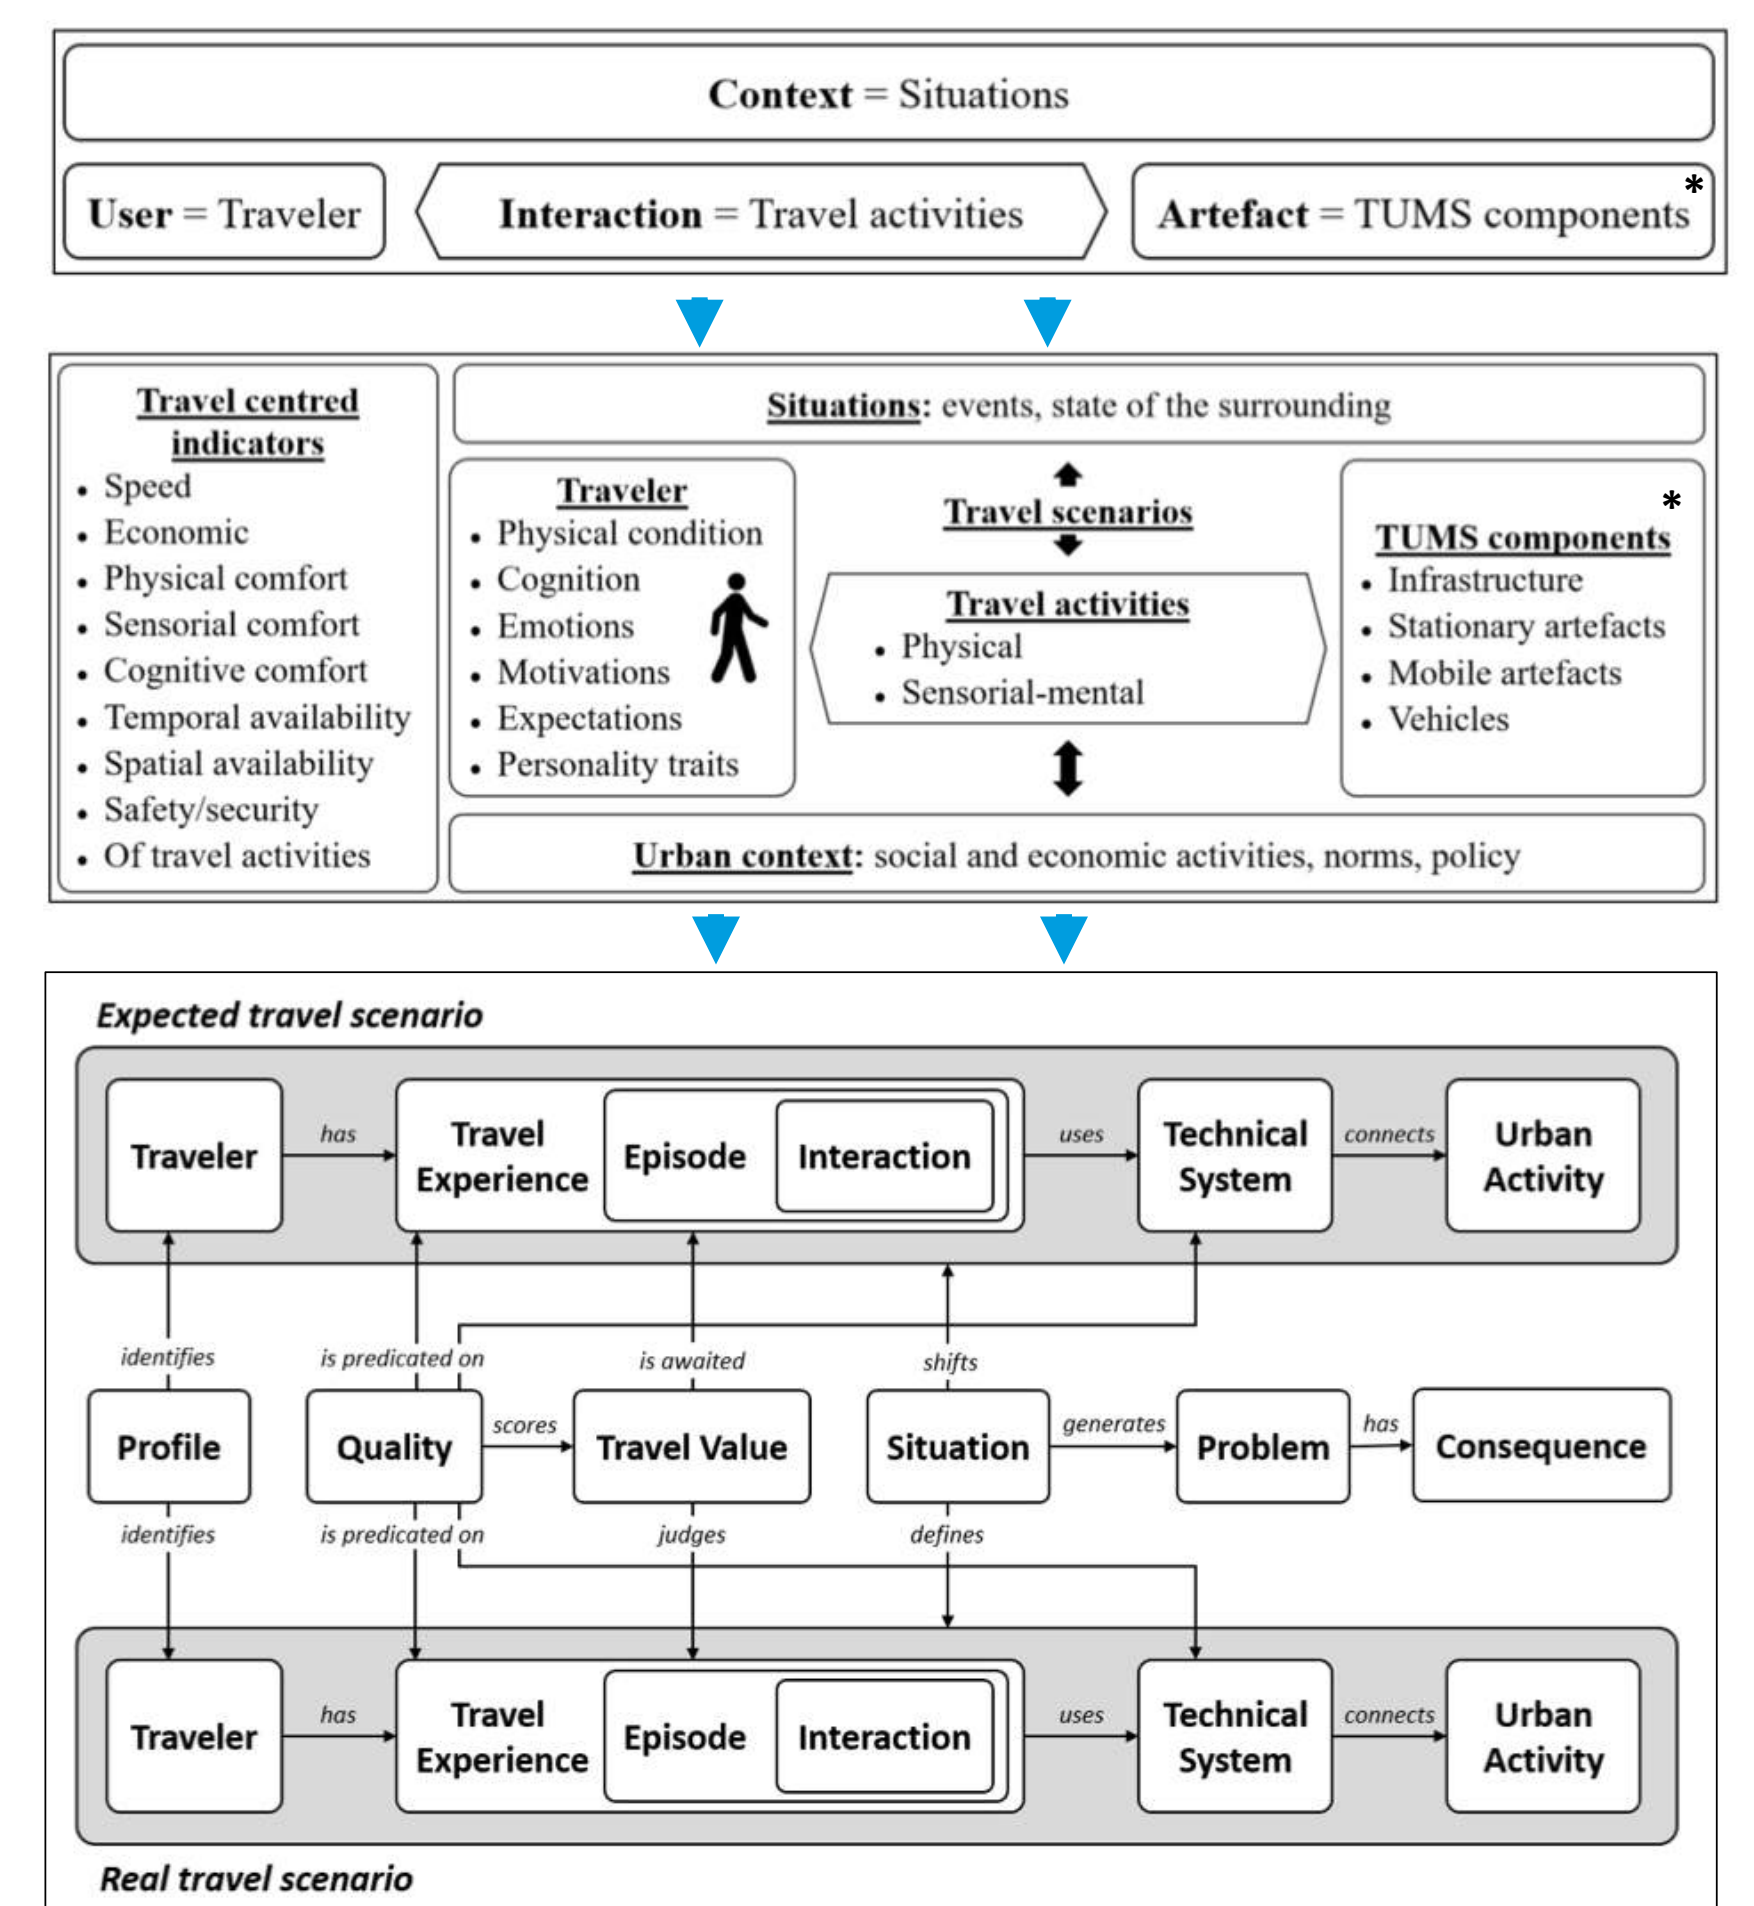 Context = Situations
User = Traveler
Interaction = Travel activities
Artefact = TUMS components*
Travel centred
indicators
• Speed
• Economic
• Physical comfort
• Sensorial comfort
• Cognitive comfort
• Temporal availability
• Spatial availability
• Safety/security
• Of travel activities
Situations: events, state of the surrounding
Traveler
• Physical condition
• Cognition
• Emotions
• Motivations
• Expectations
• Personality traits
Travel scenarios
Travel activities
• Physical
• Sensorial-mental
*
TUMS components
• Infrastructure
• Stationary artefacts
• Mobile artefacts
• Vehicles
Urban context: social and economic activities, norms, policy
Expected travel scenario
Traveler
has
Travel
Experience
Episode
Interaction
uses
Technical
System
connects
Urban
Activity
identifies
is predicated on
is awaited
shifts
Profile
Quality
scores
Travel Value
Situation
generates
Problem
has
Consequence
identifies
is predicated on
judges
defines
Traveler
has
Travel
Experience
Episode
Interaction
uses
Technical
System
connects
Urban
Activity
Real travel scenario